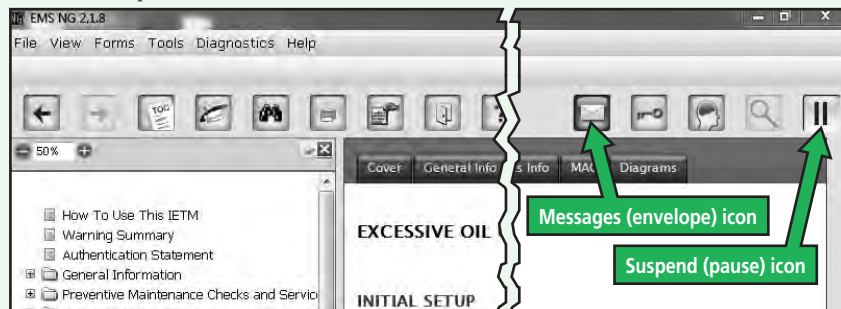 EMS NG 2.1.8
File View Forms Tools Diagnostics Help
TOC
50%
Cover General Info s Info MAC Diagrams
How To Use This IETM
Warning Summary
Authentication Statement
General Information
Preventive Maintenance Checks and Servic
EXCESSIVE OIL
INITIAL SETUP
Messages (envelope) icon
Suspend (pause) icon